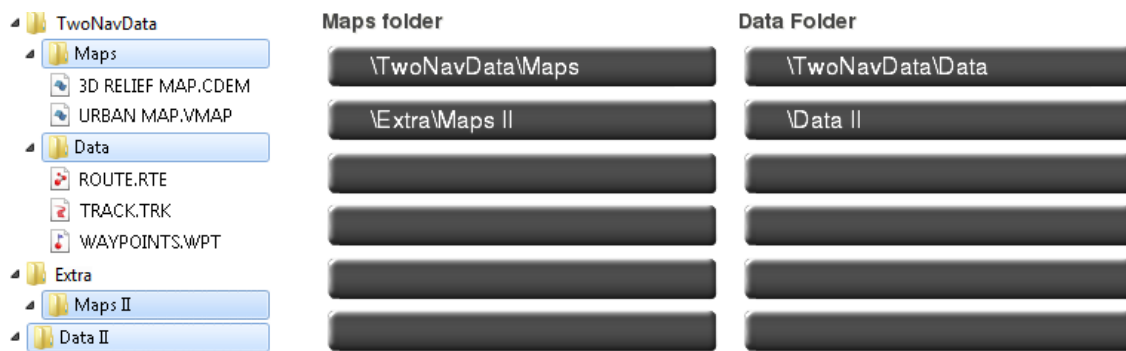 TwoNavData
Maps
3D RELIEF MAP.CDEM
URBAN MAP.VMAP
Data
ROUTE.RTE
TRACK.TRK
WAYPOINTS.WPT
Extra
Maps II
Data II
Maps folder
\TwoNavData\Maps
\Extra\Maps II
Data Folder
\TwoNavData\Data
\Data II